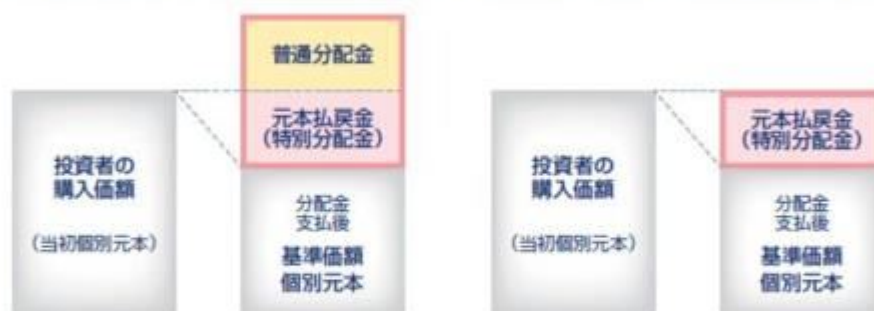 普通分配金
元本払戻金
(特別分配金)
投資者の
購入価額
(当初個別元本)
分配金
支払後
基準価額
個別元本
元本払戻金
(特別分配金)
投資者の
購入価額
(当初個別元本)
分配金
支払後
基準価額
個別元本